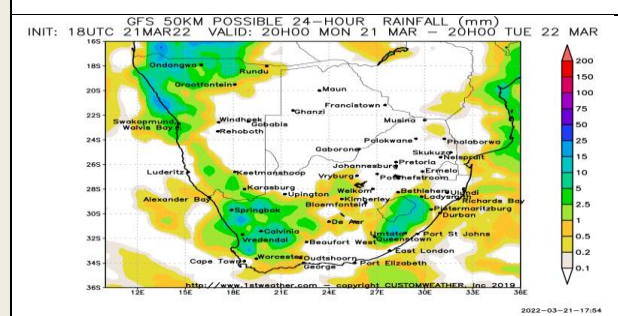 GFS 50KM POSSIBLE 24-HOUR RAINFALL (mm)
INIT: 18UTC 21MAR22 VALID: 20H00 MON 21 MAR - 20H00 TUE 22 MAR
16S
18S
20S
22S
24S
26S
28S
30S
32S
34S
36S
12E 15E 18E 21E 24E 27E 30E 33E 36E
Ondangwa
Rundu
Grootfontein
Maun
Francistown
Ghanzi
Windhoek
Gobabis
Swakopmund
Walvis Bay
Rehoboth
Musina
Polokwane
Phalaborwa
Gaborone
Skukuza
Nelspruit
Johannesburg
Pretoria
Luderitz
Keetmanshoop
Vryburg
Potchefstroom
Ermelo
Karasburg
Upington
Welkom
Bethlehem
Ulundi
Alexander Bay
Kimberley
Ladysmith
Richards Bay
Bloemfontein
Springbok
Pietermaritzburg
De Aar
Durban
Calvinia
Umtata
Port St Johns
Vredendal
Beaufort West
Queenstown
East London
Worcester
Oudtshoorn
Cape Town
George
Port Elizabeth
http://www.1stweather.com - copyright CUSTOMWEATHER, Inc 2019
200
150
100
75
50
25
15
10
5
2.5
1
0.5
0.2
0.1
2022-03-21-17:54